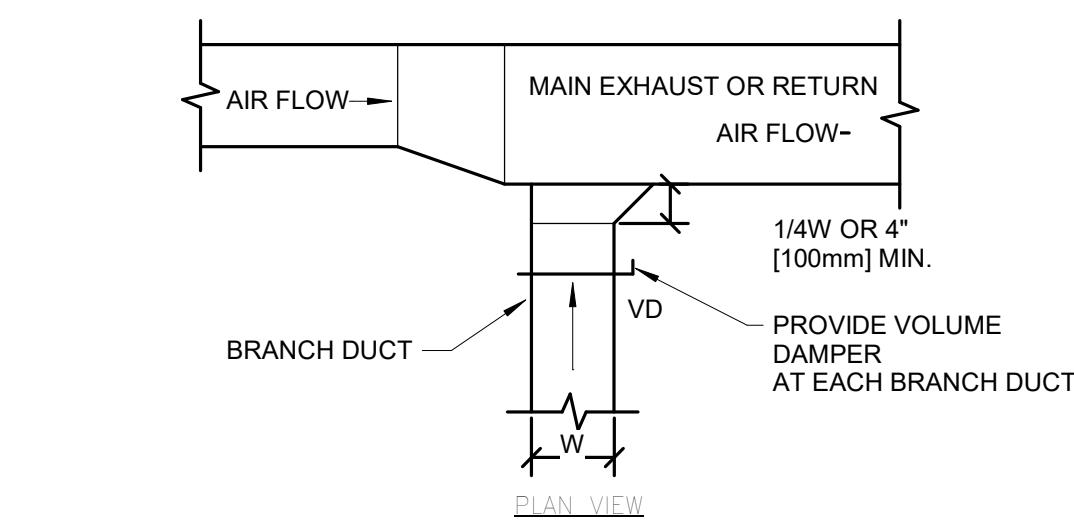 MAIN EXHAUST OR RETURN
AIR FLOW
AIR FLOW-
1/4W OR 4"
[100mm] MIN.
VD
PROVIDE VOLUME
DAMPER
AT EACH BRANCH DUCT
BRANCH DUCT
W
PLAN VIEW